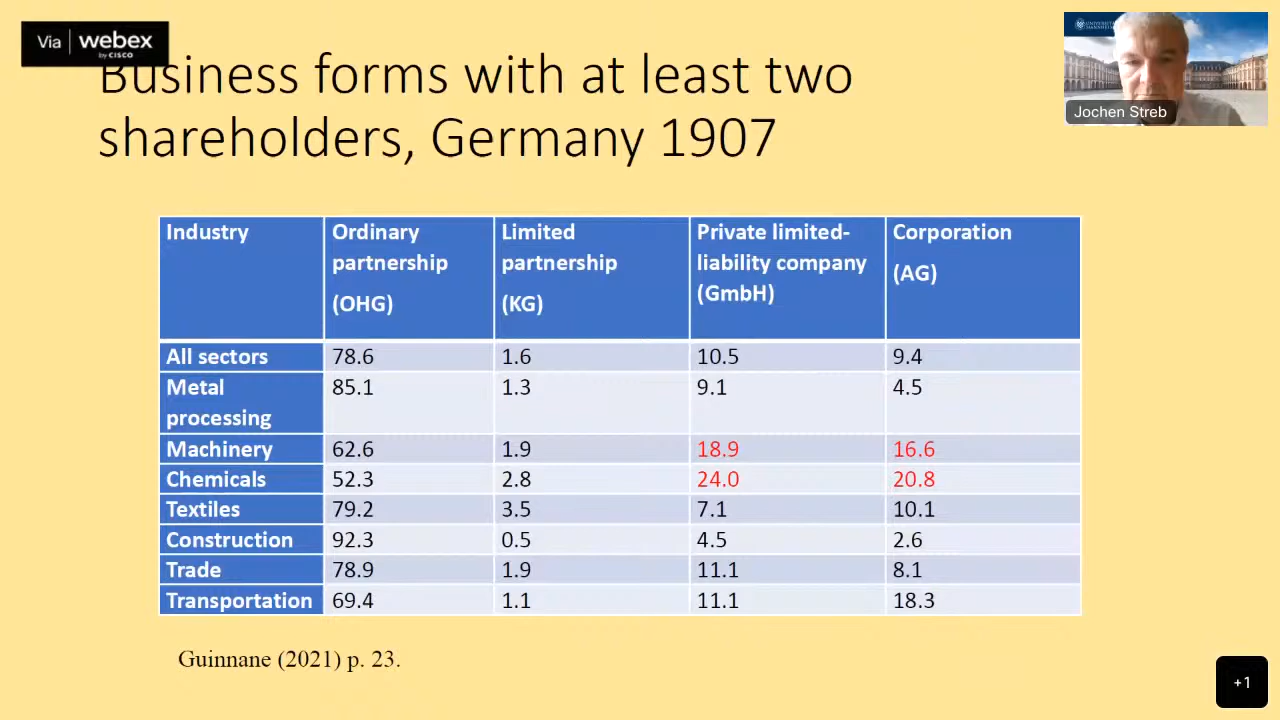 Via webex
by CISCO
Business forms with at least two
shareholders, Germany 1907
UNIVERSITÄT
MANNHEIM
Jochen Streb
Industry
Ordinary
partnership
(OHG)
Limited
partnership
(KG)
Private limited-
liability company
(GmbH)
Corporation
(AG)
All sectors 78.6 1.6 10.5 9.4
Metal
processing 85.1 1.3 9.1 4.5
Machinery 62.6 1.9 18.9 16.6
Chemicals 52.3 2.8 24.0 20.8
Textiles 79.2 3.5 7.1 10.1
Construction 92.3 0.5 4.5 2.6
Trade 78.9 1.9 11.1 8.1
Transportation 69.4 1.1 11.1 18.3
Guinnane (2021) p. 23.
+1